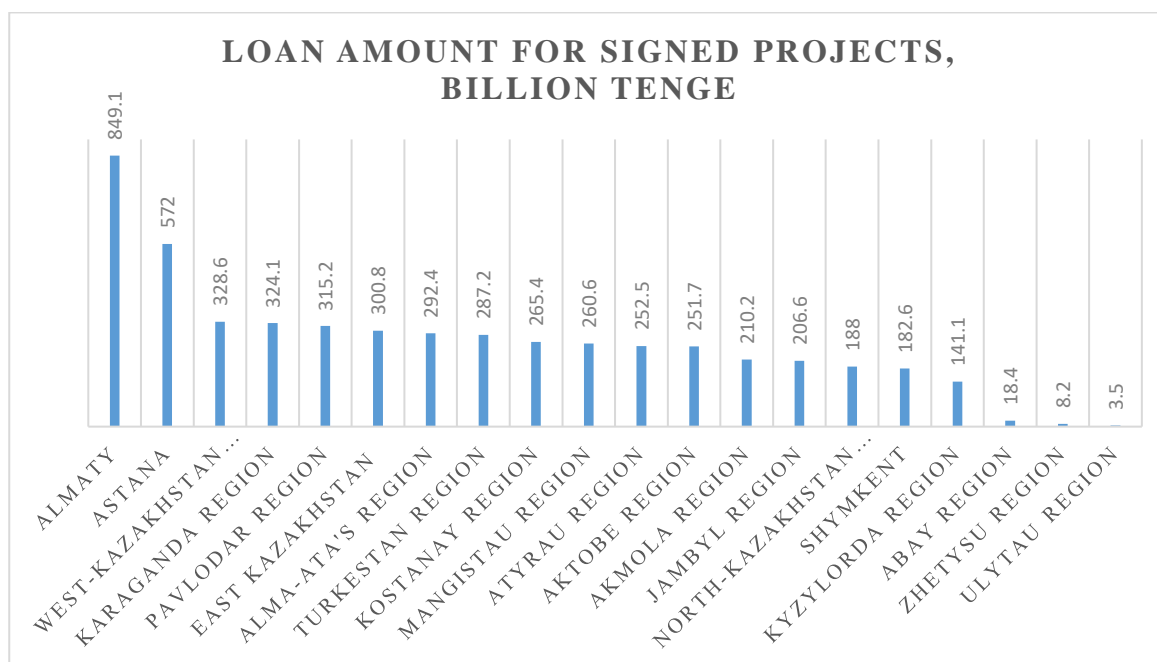 LOAN AMOUNT FOR SIGNED PROJECTS,
BILLION TENGE
849.1
572
328.6
324.1
315.2
300.8
292.4
287.2
265.4
260.6
252.5
251.7
210.2
206.6
188
182.6
141.1
18.4
8.2
3.5
ALMATY
ASTANA
WEST-KAZAKHSTAN...
KARAGANDA REGION
PAVLODAR REGION
EAST KAZAKHSTAN
ALMA-ATA'S REGION
TURKESTAN REGION
KOSTANAY REGION
MANGISTAU REGION
ATYRAU REGION
AKTOBE REGION
AKMOLA REGION
JAMBYL REGION
NORTH-KAZAKHSTAN...
SHYMKENT
KYZYLORDA REGION
ABAY REGION
ZHETYSU REGION
ULYTAU REGION